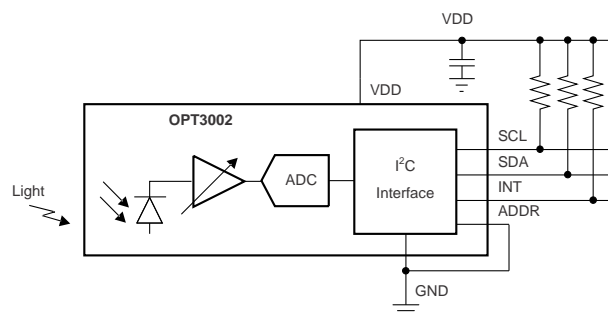 VDD
VDD
OPT3002
SCL
I²C
SDA
ADC
Light
Interface
INT
ADDR
GND